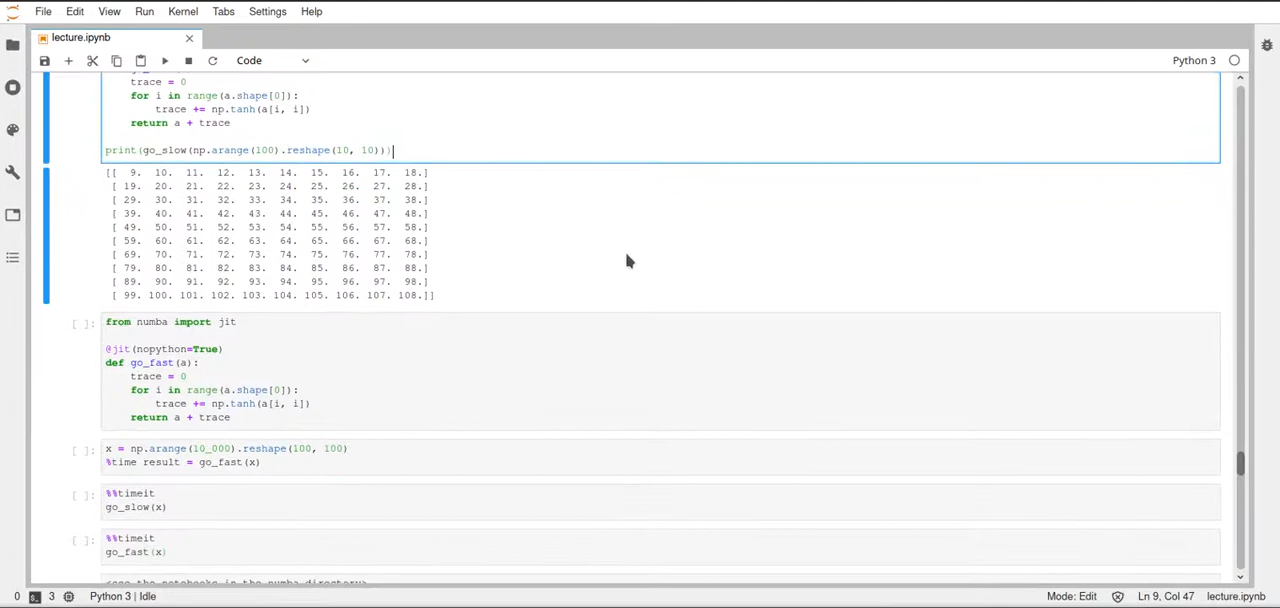 File Edit View Run Kernel Tabs Settings Help
lecture.ipynb
Code
Python 3
trace = 0
for i in range(a.shape[0]):
trace += np.tanh(a[i, i])
return a + trace
print(go_slow(np.arange(100).reshape(10, 10)))
[[ 9. 10. 11. 12. 13. 14. 15. 16. 17. 18.]
[ 19. 20. 21. 22. 23. 24. 25. 26. 27. 28.]
[ 29. 30. 31. 32. 33. 34. 35. 36. 37. 38.]
[ 39. 40. 41. 42. 43. 44. 45. 46. 47. 48.]
[ 49. 50. 51. 52. 53. 54. 55. 56. 57. 58.]
[ 59. 60. 61. 62. 63. 64. 65. 66. 67. 68.]
[ 69. 70. 71. 72. 73. 74. 75. 76. 77. 78.]
[ 79. 80. 81. 82. 83. 84. 85. 86. 87. 88.]
[ 89. 90. 91. 92. 93. 94. 95. 96. 97. 98.]
[ 99. 100. 101. 102. 103. 104. 105. 106. 107. 108.]]
[ ]: from numba import jit
@jit(nopython=True)
def go_fast(a):
trace = 0
for i in range(a.shape[0]):
trace += np.tanh(a[i, i])
return a + trace
[ ]: x = np.arange(10_000).reshape(100, 100)
%time result = go_fast(x)
[ ]: %%timeit
go_slow(x)
[ ]: %%timeit
go_fast(x)
<see the notebooks in the numba directory>
0 3 Python 3 | Idle Mode: Edit Ln 9, Col 47 lecture.ipynb